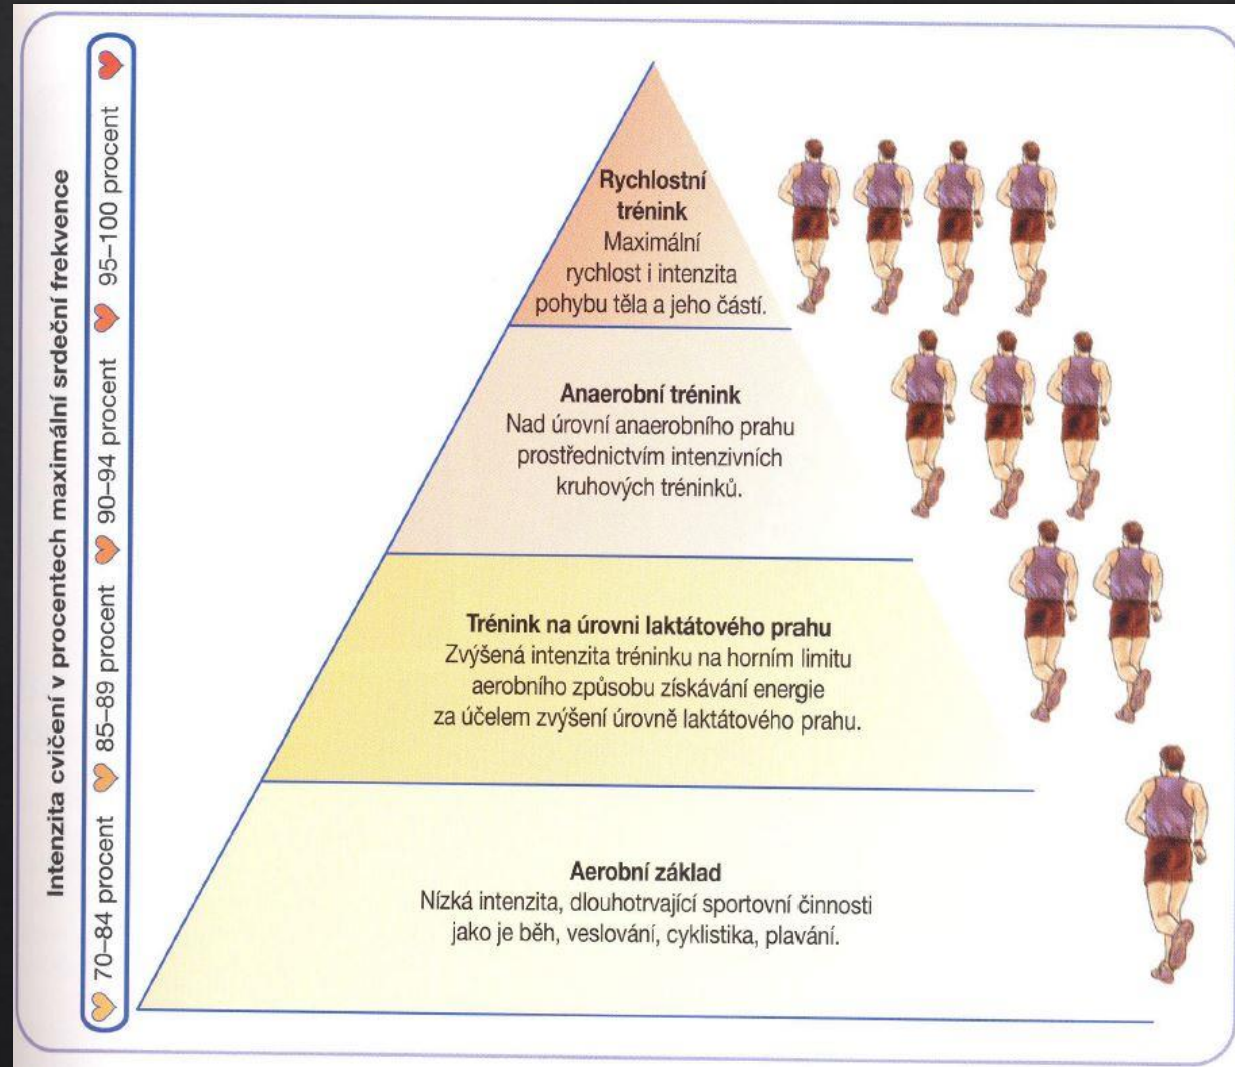 Intenzita cvičení v procentech maximální srdeční frekvence
70–84 procent 85–89 procent 90–94 procent 95–100 procent
Rychlostní
trénink
Maximální
rychlost i intenzita
pohybu těla a jeho částí.
Anaerobní trénink
Nad úrovní anaerobního prahu
prostřednictvím intenzivních
kruhových tréninků.
Trénink na úrovni laktátového prahu
Zvýšená intenzita tréninku na horním limitu
aerobního způsobu získávání energie
za účelem zvýšení úrovně laktátového prahu.
Aerobní základ
Nízká intenzita, dlouhotrvající sportovní činnosti
jako je běh, veslování, cyklistika, plavání.